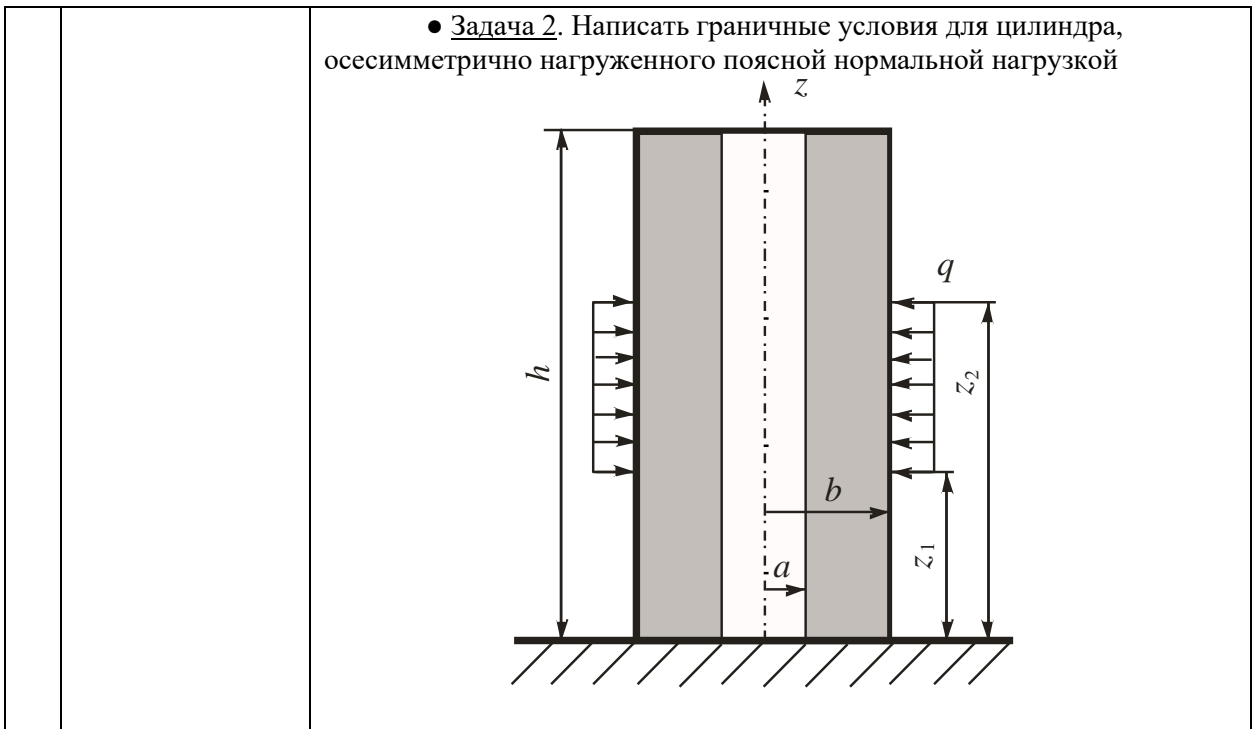 ● Задача 2. Написать граничные условия для цилиндра,
осесимметрично нагруженного поясной нормальной нагрузкой
z
q
h
z2
b
z1
a